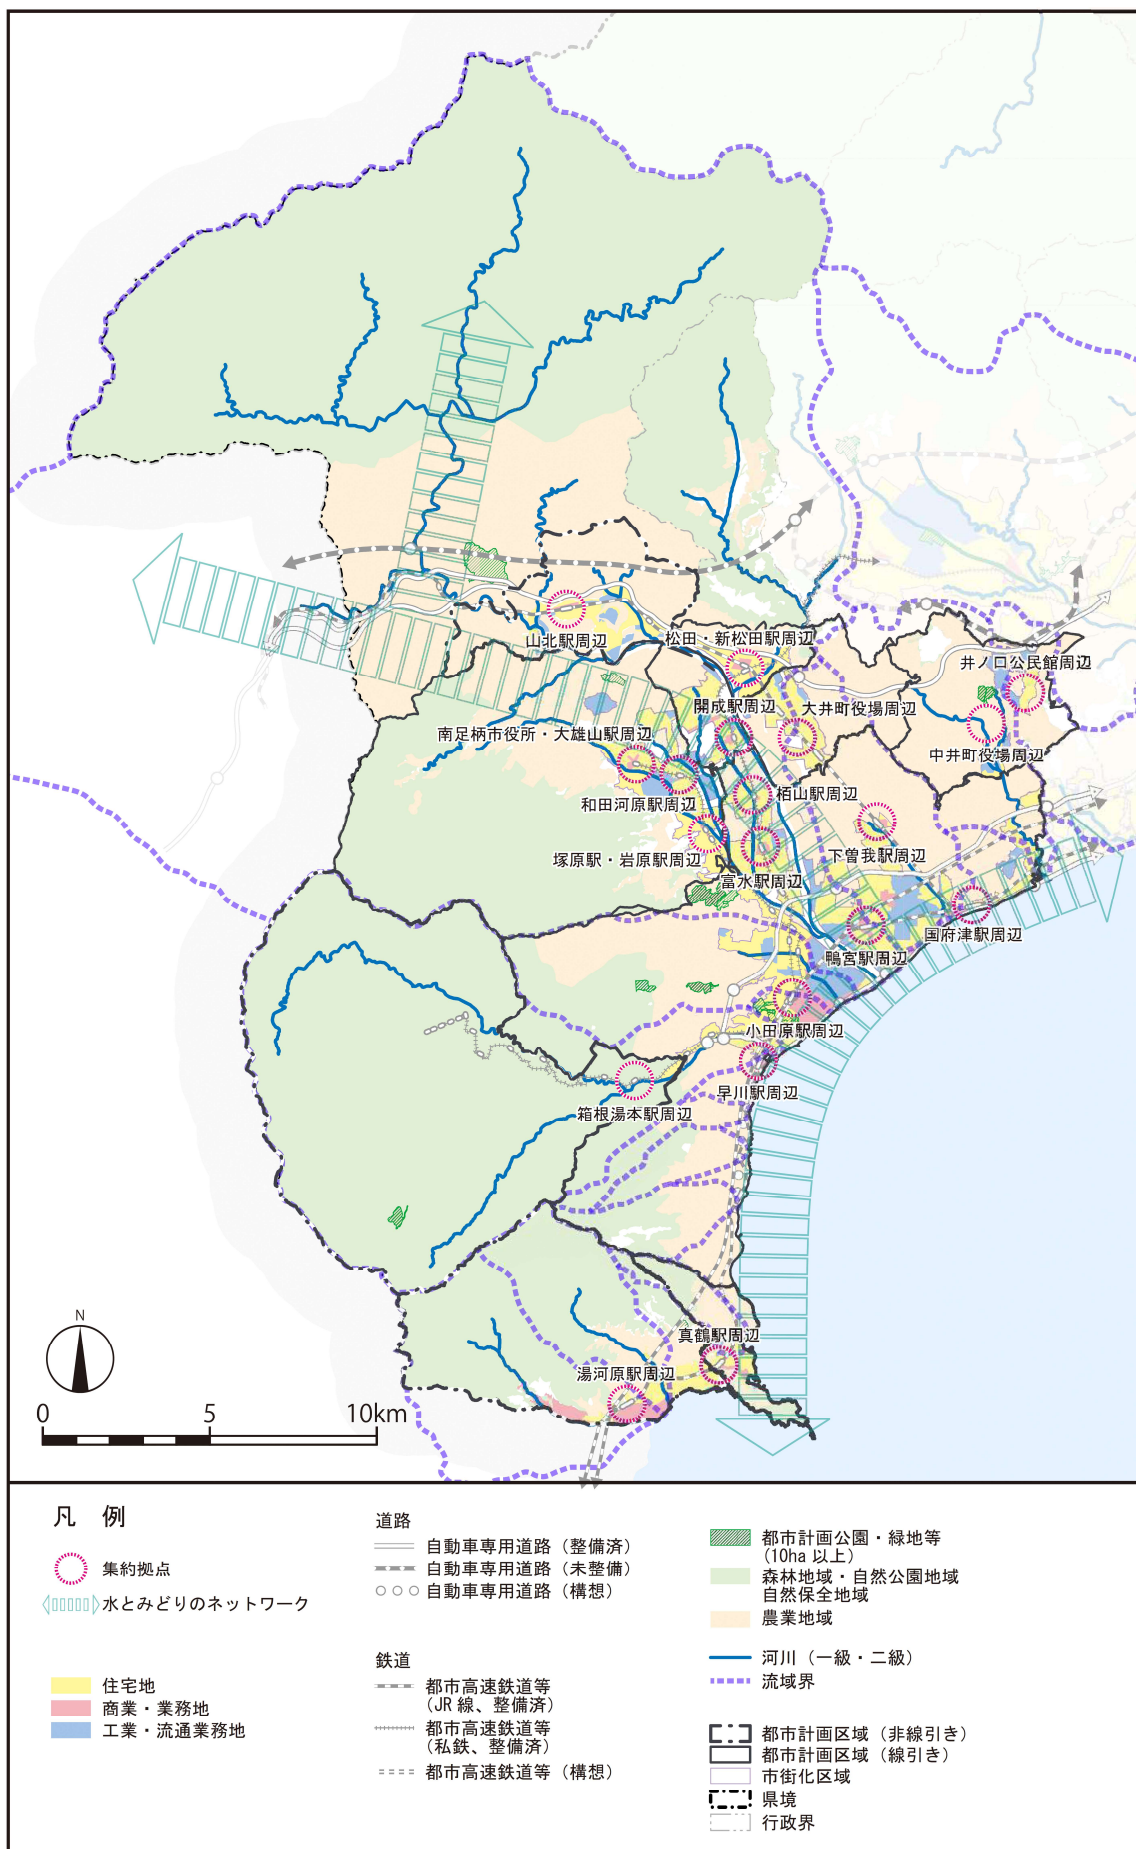 山北駅周辺
松田・新松田駅周辺
井ノ口公民館周辺
開成駅周辺
大井町役場周辺
南足柄市役所・大雄山駅周辺
中井町役場周辺
和田河原駅周辺
栢山駅周辺
塚原駅・岩原駅周辺
下曽我駅周辺
富水駅周辺
国府津駅周辺
鴨宮駅周辺
小田原駅周辺
早川駅周辺
箱根湯本駅周辺
真鶴駅周辺
湯河原駅周辺
N
0 5 10km
凡 例
集約拠点
水とみどりのネットワーク
住宅地
商業・業務地
工業・流通業務地
道路
自動車専用道路（整備済）
自動車専用道路（未整備）
自動車専用道路（構想）
鉄道
都市高速鉄道等
（JR線、整備済）
都市高速鉄道等
（私鉄、整備済）
都市高速鉄道等（構想）
都市計画公園・緑地等
（10ha以上）
森林地域・自然公園地域
自然保全地域
農業地域
河川（一級・二級）
流域界
都市計画区域（非線引き）
都市計画区域（線引き）
市街化区域
県境
行政界